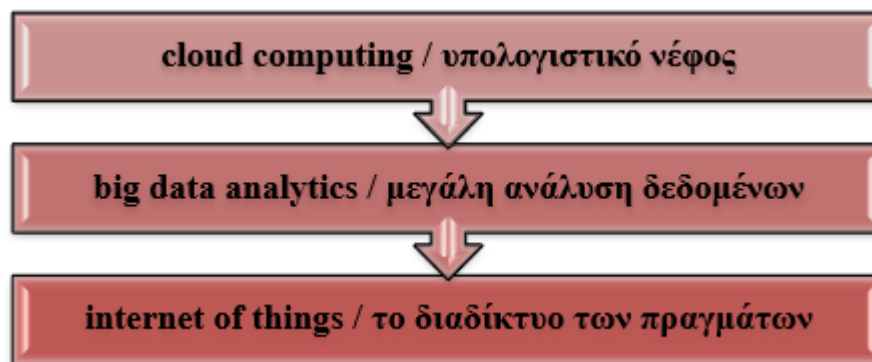 cloud computing / υπολογιστικό νέφος
big data analytics / μεγάλη ανάλυση δεδομένων
internet of things / το διαδίκτυο των πραγμάτων